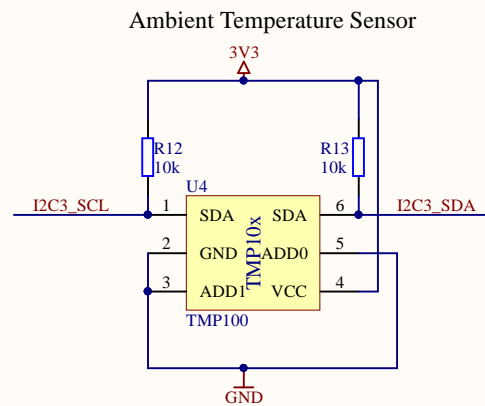 Ambient Temperature Sensor
3V3
R12
10k
R13
10k
U4
I2C3_SCL
1
SDA
SDA
6
I2C3_SDA
2
GND
ADD0
5
3
ADD1
VCC
4
TMP10x
TMP100
GND